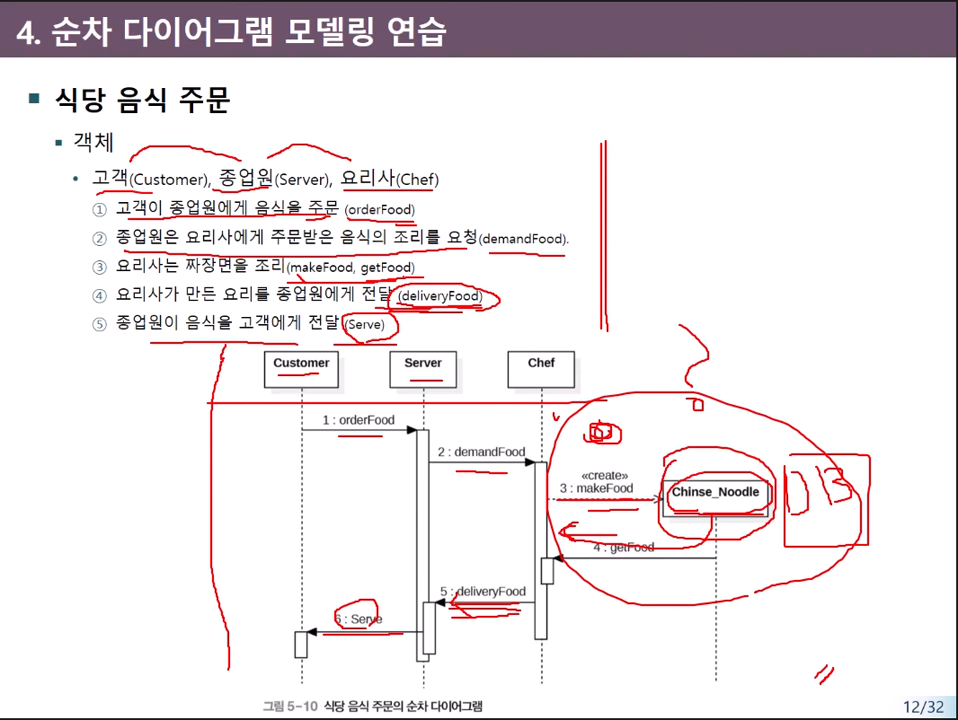 4. 순차 다이어그램 모델링 연습
■ 식당 음식 주문
▪ 객체
• 고객(Customer), 종업원(Server), 요리사(Chef)
① 고객이 종업원에게 음식을 주문 (orderFood)
② 종업원은 요리사에게 주문받은 음식의 조리를 요청(demandFood).
③ 요리사는 짜장면을 조리(makeFood, getFood)
④ 요리사가 만든 요리를 종업원에게 전달 (deliveryFood)
⑤ 종업원이 음식을 고객에게 전달 (Serve)
Customer
Server
Chef
1 : orderFood
2 : demandFood
«create»
3 : makeFood
Chinse_Noodle
4 : getFood
5 : deliveryFood
6 : Serve
그림 5-10 식당 음식 주문의 순차 다이어그램
12/32